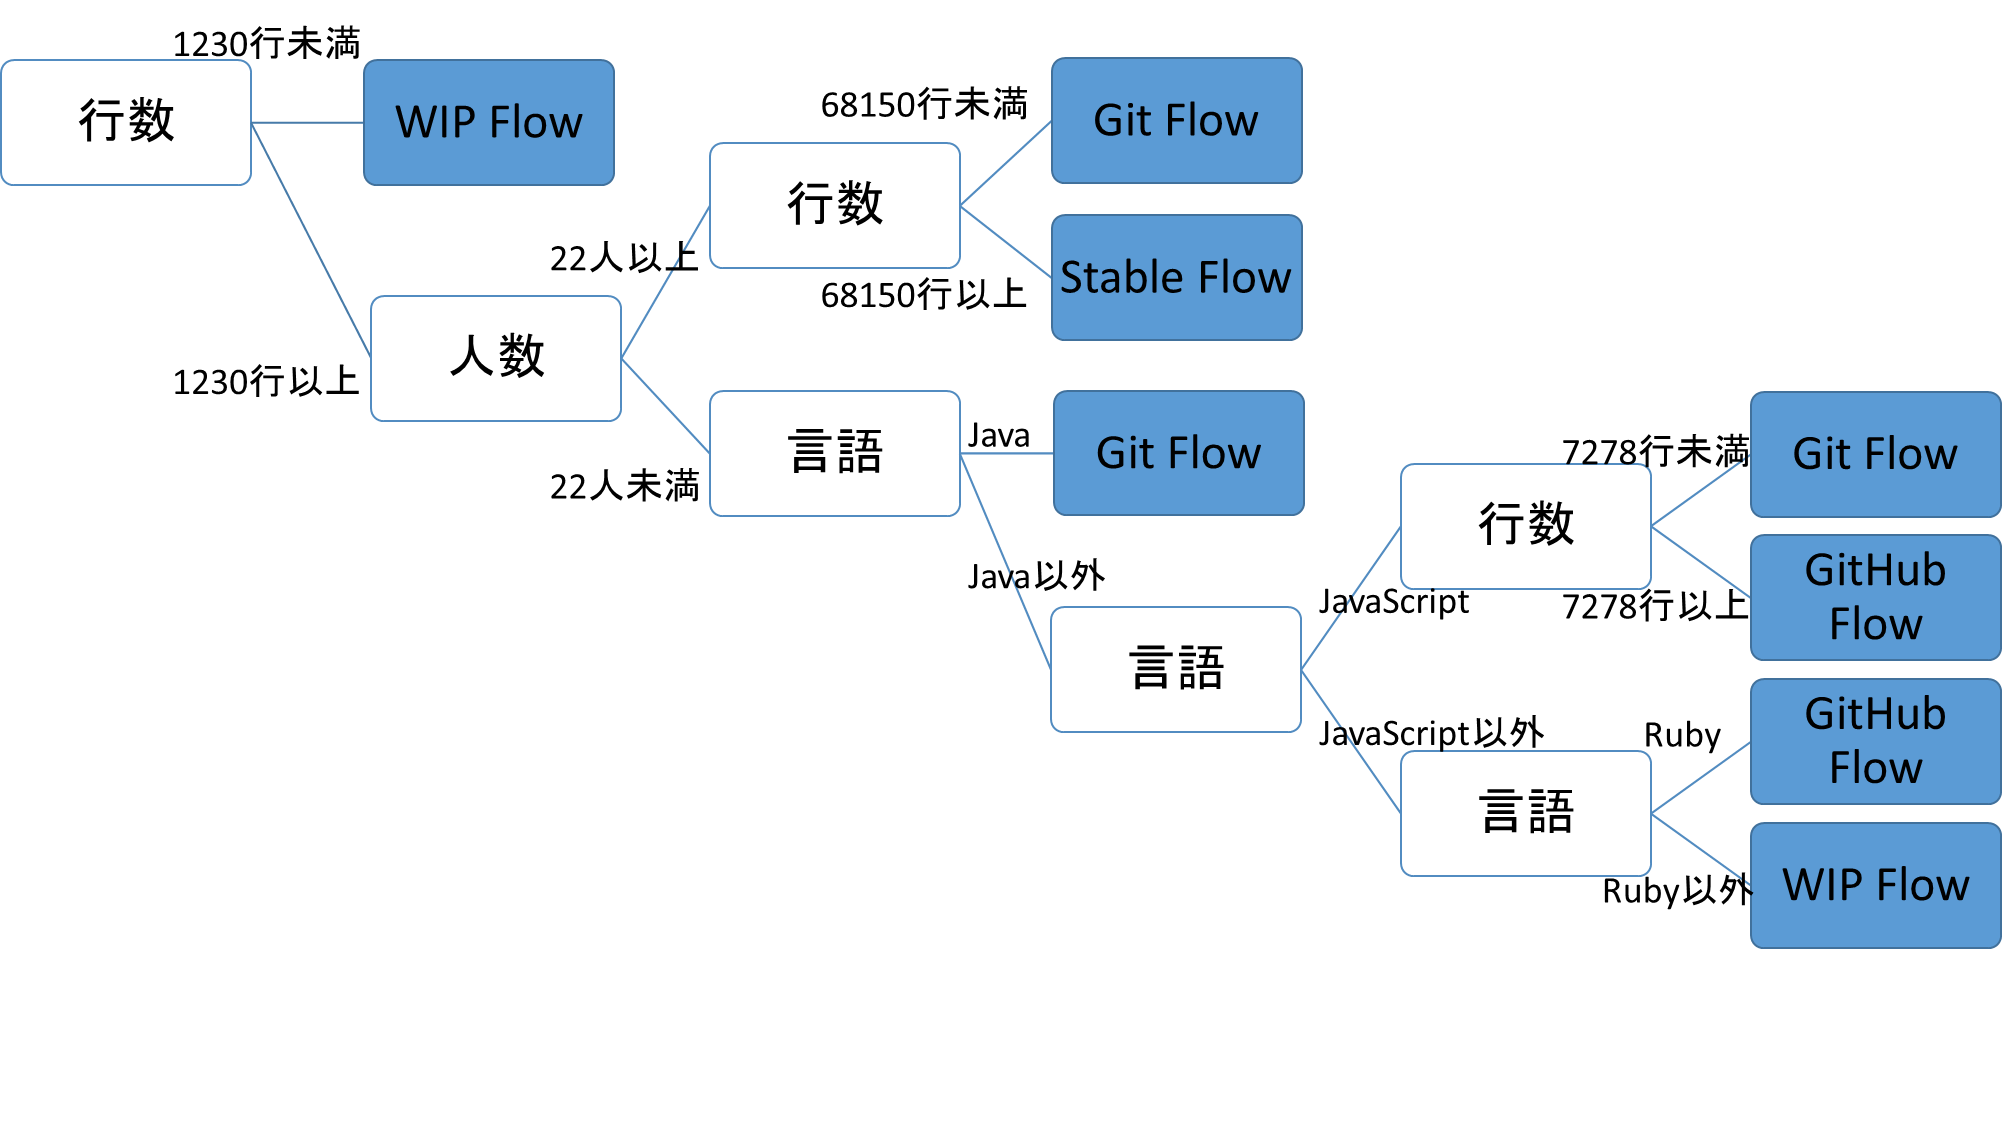 1230行未満
行数
WIP Flow
1230行以上
人数
22人以上
行数
68150行未満
Git Flow
68150行以上
Stable Flow
22人未満
言語
Java
Git Flow
Java以外
言語
JavaScript
行数
7278行未満
Git Flow
7278行以上
GitHub
Flow
JavaScript以外
言語
Ruby
GitHub
Flow
Ruby以外
WIP Flow